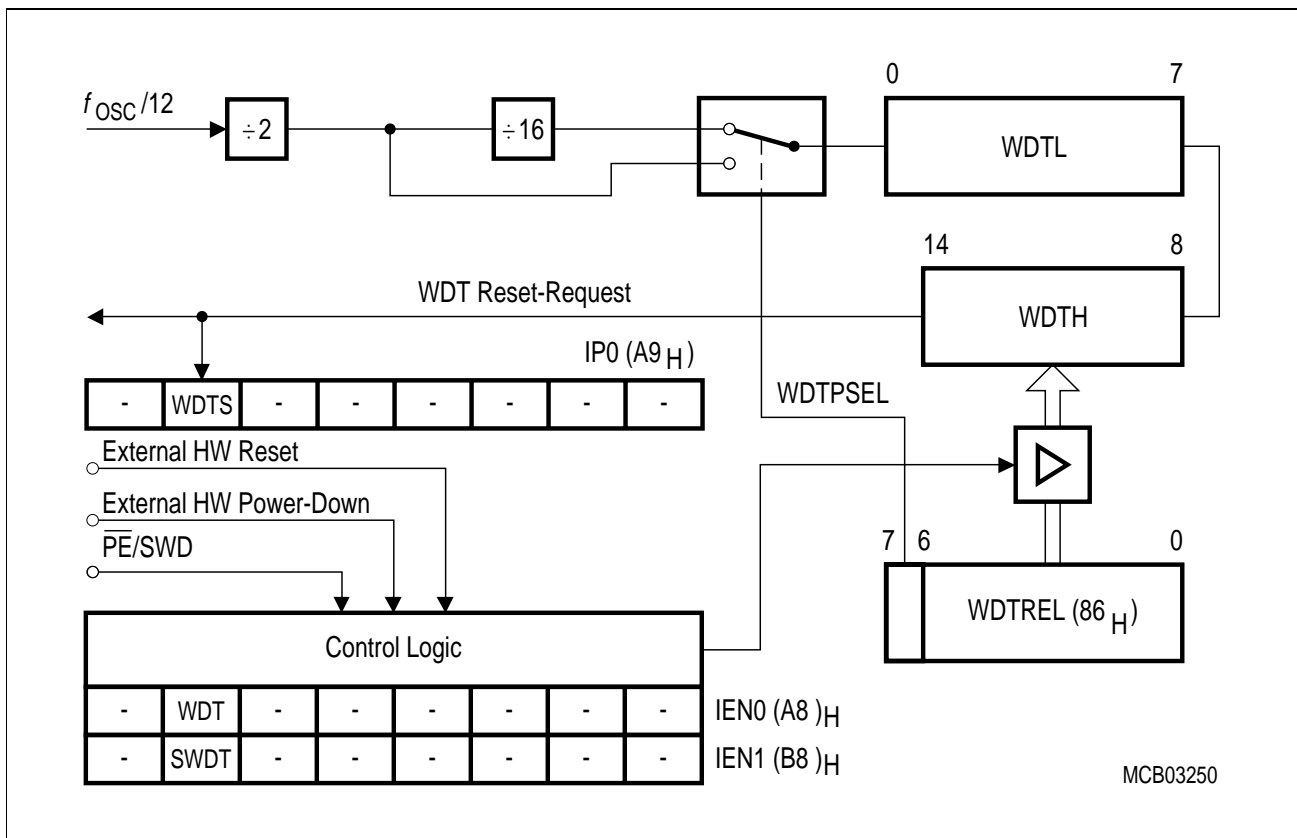 0 7
f OSC /12
÷2 ÷16 WDTL
14 8
WDT Reset-Request
WDTH
IP0 (A9 H )
- WDTS - - - - - -
WDTPSEL
External HW Reset
External HW Power-Down
P̅E̅/SWD
7 6 0
WDTREL (86 H )
Control Logic
- WDT - - - - - - IEN0 (A8 )H
- SWDT - - - - - - IEN1 (B8 )H
MCB03250